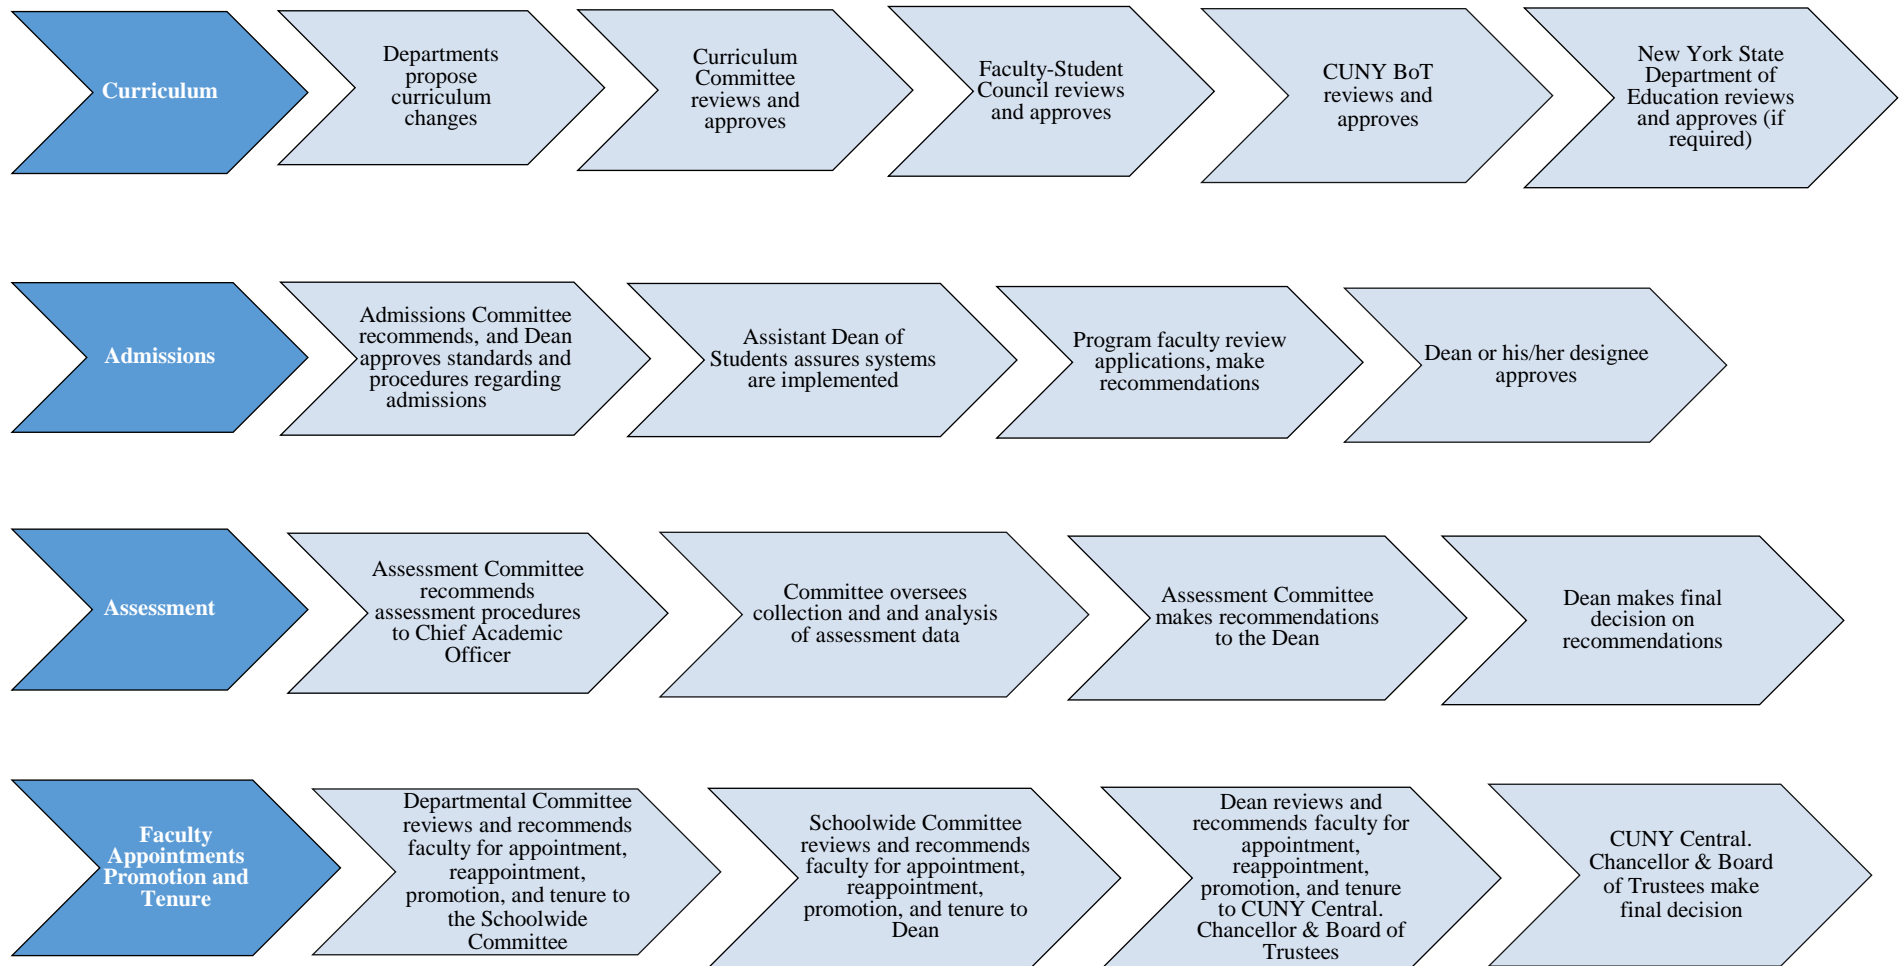 Curriculum
Departments
propose
curriculum
changes
Curriculum
Committee
reviews and
approves
Faculty-Student
Council reviews
and approves
CUNY BoT
reviews and
approves
New York State
Department of
Education reviews
and approves (if
required)
Admissions
Admissions Committee
recommends, and Dean
approves standards and
procedures regarding
admissions
Assistant Dean of
Students assures systems
are implemented
Program faculty review
applications, make
recommendations
Dean or his/her designee
approves
Assessment
Assessment Committee
recommends
assessment procedures
to Chief Academic
Officer
Committee oversees
collection and and analysis
of assessment data
Assessment Committee
makes recommendations
to the Dean
Dean makes final
decision on
recommendations
Faculty
Appointments
Promotion and
Tenure
Departmental Committee
reviews and recommends
faculty for appointment,
reappointment,
promotion, and tenure to
the Schoolwide
Committee
Schoolwide Committee
reviews and recommends
faculty for appointment,
reappointment,
promotion, and tenure to
Dean
Dean reviews and
recommends faculty for
appointment,
reappointment,
promotion, and tenure
to CUNY Central.
Chancellor & Board of
Trustees
CUNY Central.
Chancellor & Board
of Trustees make
final decision